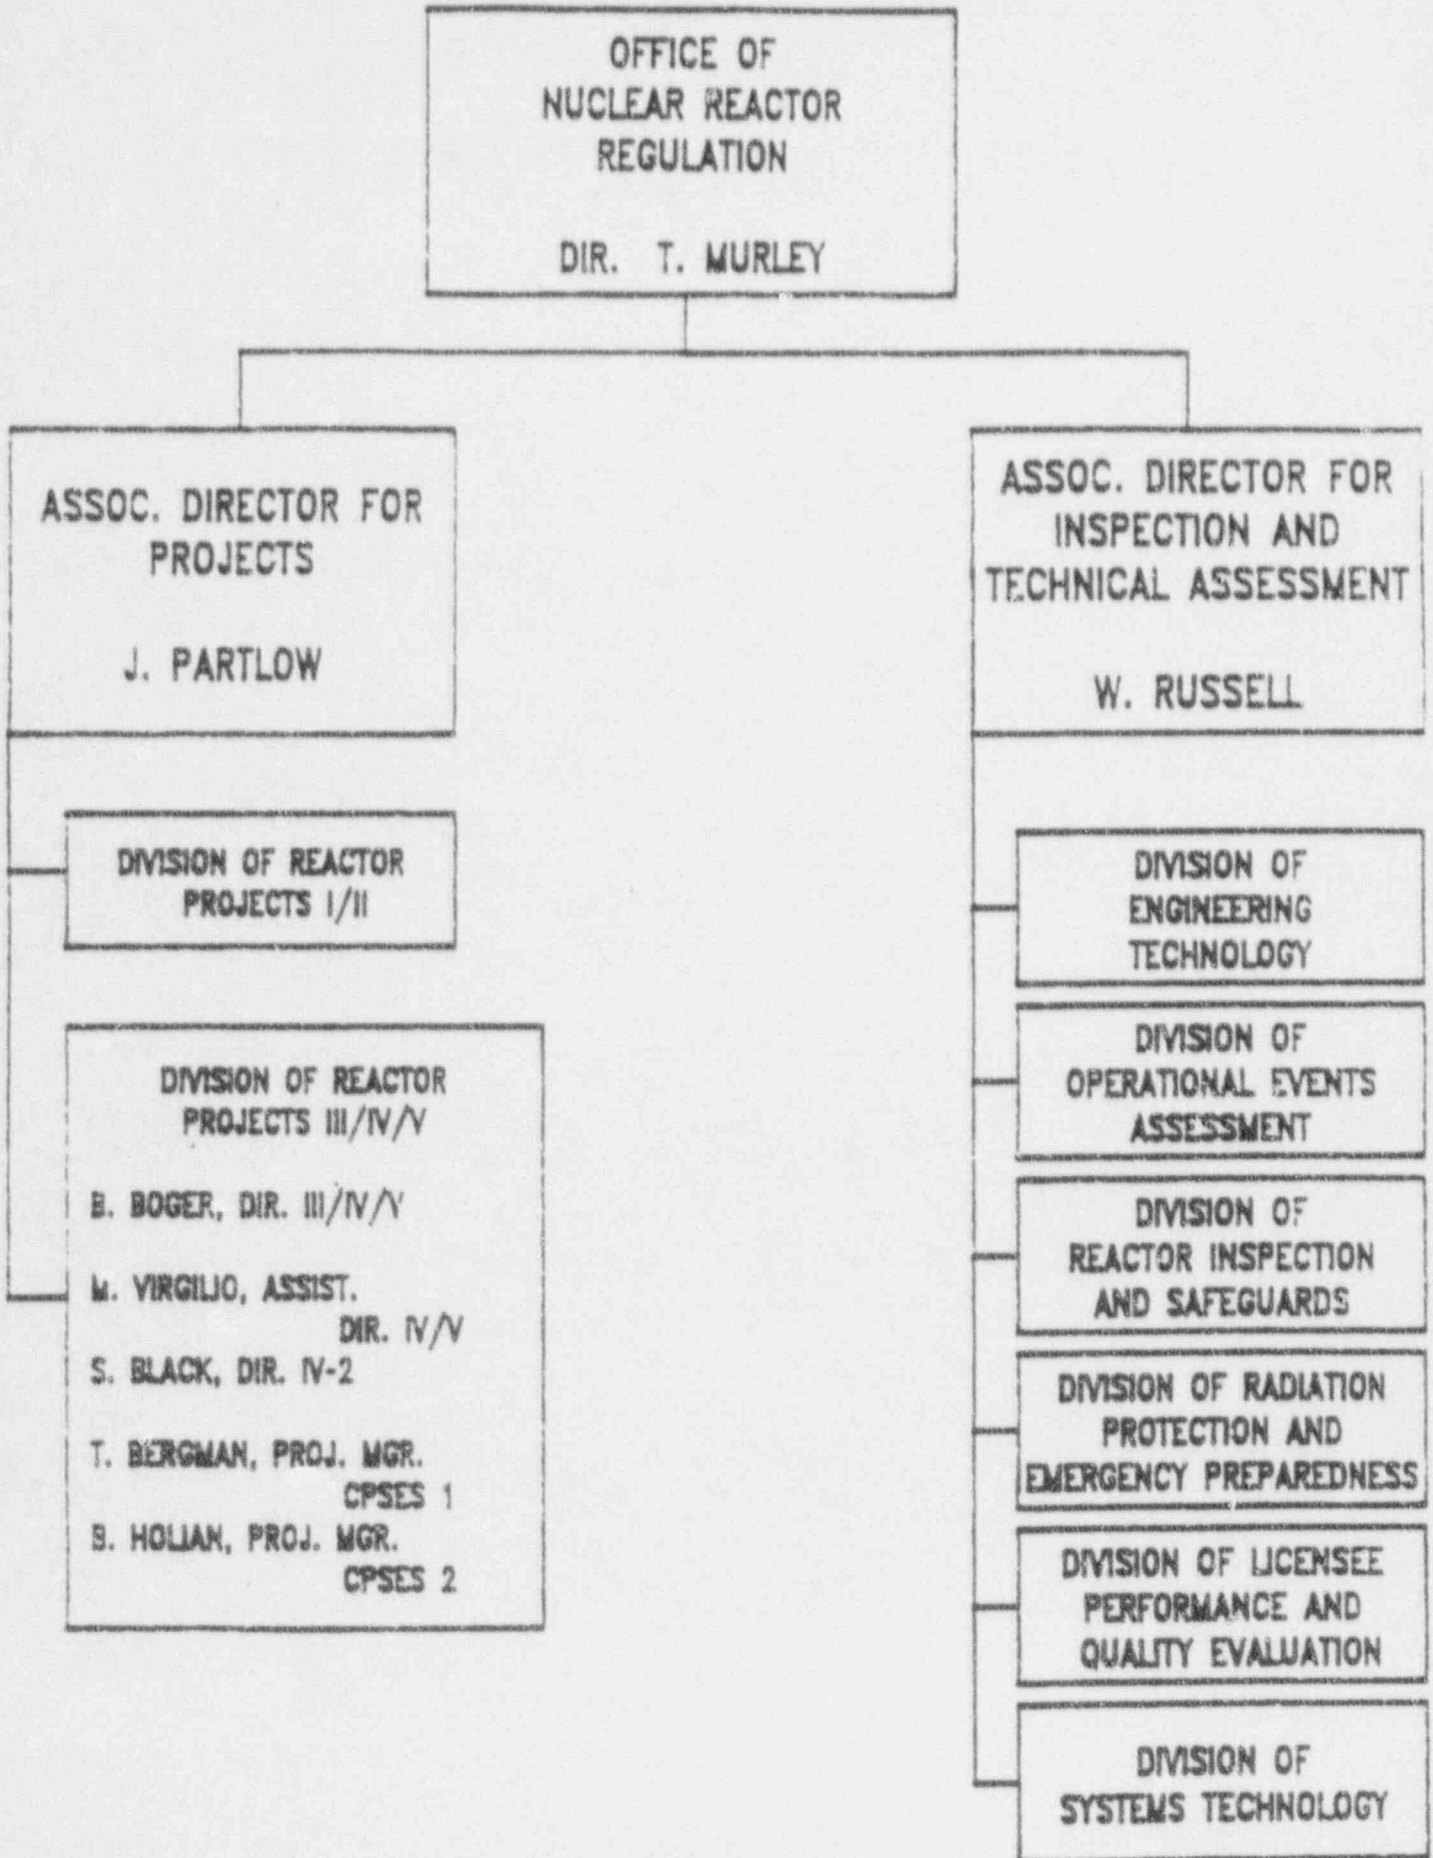 OFFICE OF
NUCLEAR REACTOR
REGULATION
DIR. T. MURLEY
ASSOC. DIRECTOR FOR
PROJECTS
J. PARTLOW
DIVISION OF REACTOR
PROJECTS I/II
DIVISION OF REACTOR
PROJECTS III/IV/V
B. BOGER, DIR. III/IV/V
M. VIRGILIO, ASSIST.
DIR. IV/V
S. BLACK, DIR. IV-2
T. BERGMAN, PROJ. MGR.
CPSES 1
B. HOLIAN, PROJ. MGR.
CPSES 2
ASSOC. DIRECTOR FOR
INSPECTION AND
TECHNICAL ASSESSMENT
W. RUSSELL
DIVISION OF
ENGINEERING
TECHNOLOGY
DIVISION OF
OPERATIONAL EVENTS
ASSESSMENT
DIVISION OF
REACTOR INSPECTION
AND SAFEGUARDS
DIVISION OF RADIATION
PROTECTION AND
EMERGENCY PREPAREDNESS
DIVISION OF LICENSEE
PERFORMANCE AND
QUALITY EVALUATION
DIVISION OF
SYSTEMS TECHNOLOGY